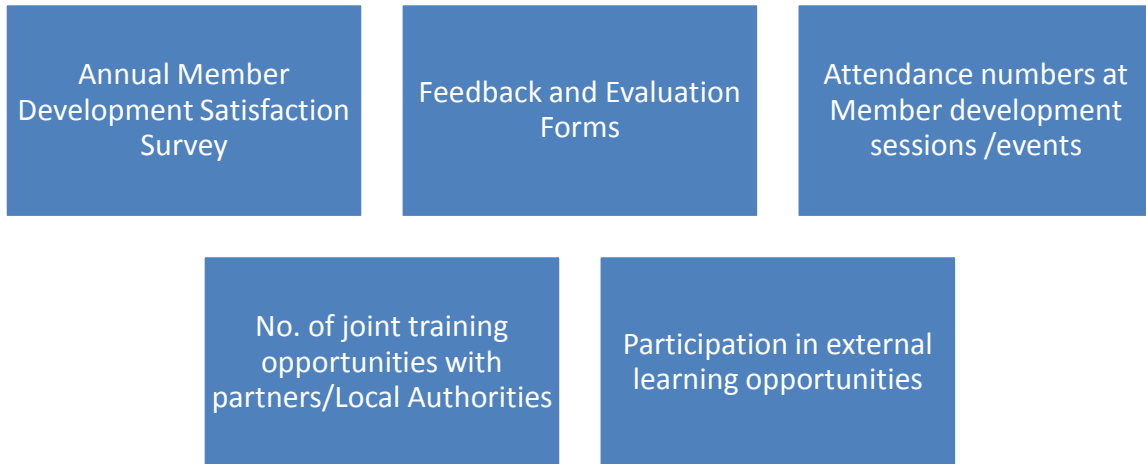 Annual Member
Development Satisfaction
Survey
Feedback and Evaluation
Forms
Attendance numbers at
Member development
sessions /events
No. of joint training
opportunities with
partners/Local Authorities
Participation in external
learning opportunities